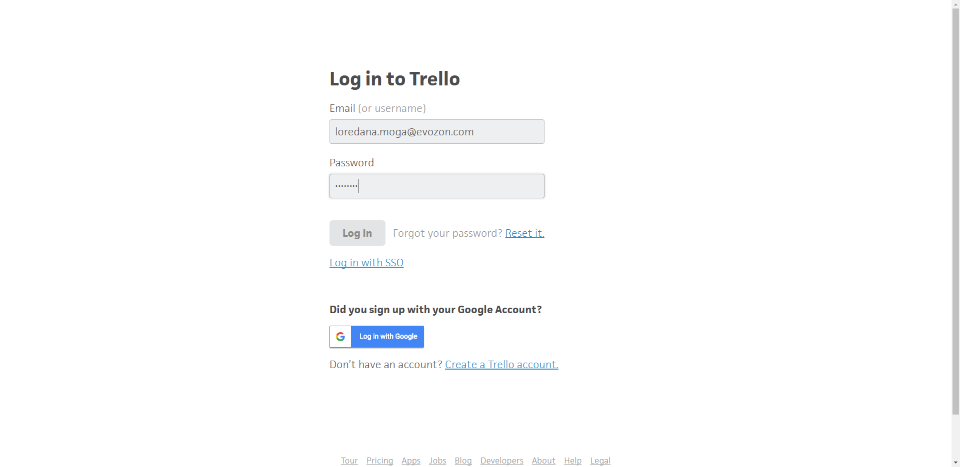 Log in to Trello
Email (or username)
loredana.moga@evozon.com
Password
••••••••
Log In Forgot your password? Reset it.
Log in with SSO
Did you sign up with your Google Account?
G Log in with Google
Don't have an account? Create a Trello account.
Tour Pricing Apps Jobs Blog Developers About Help Legal